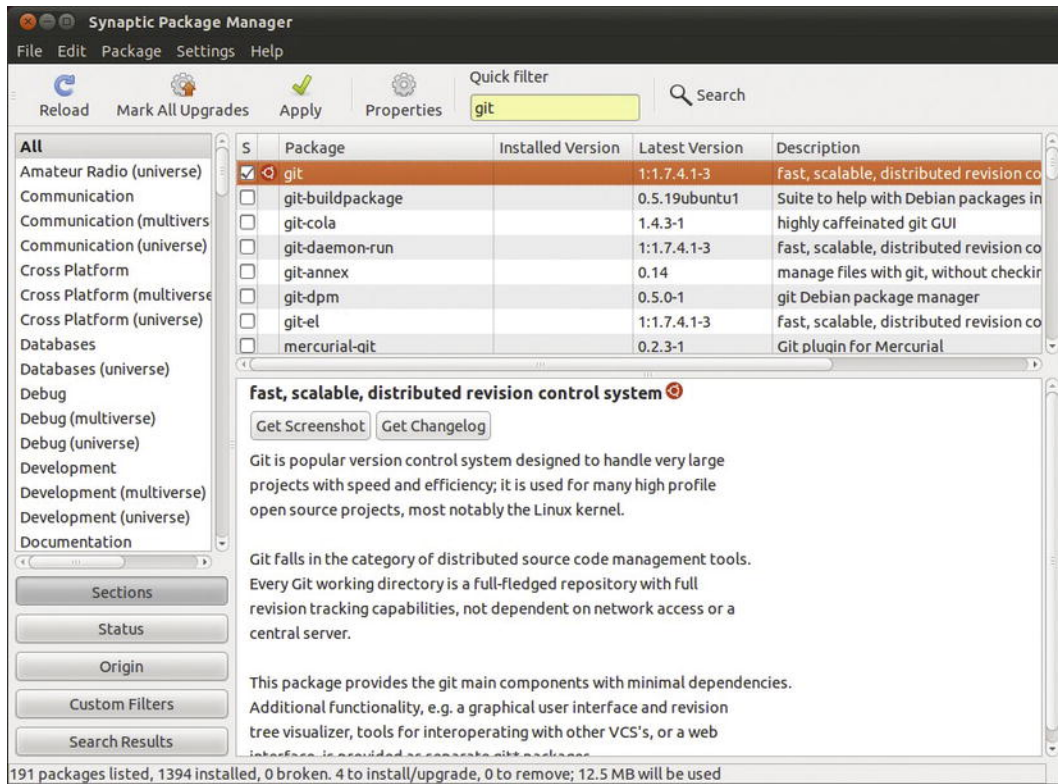 Synaptic Package Manager
File Edit Package Settings Help
Reload Mark All Upgrades Apply Properties Quick filter Search
git
All
Amateur Radio (universe)
Communication
Communication (multivers
Communication (universe)
Cross Platform
Cross Platform (multiverse
Cross Platform (universe)
Databases
Databases (universe)
Debug
Debug (multiverse)
Debug (universe)
Development
Development (multiverse)
Development (universe)
Documentation
Sections
Status
Origin
Custom Filters
Search Results
S Package Installed Version Latest Version Description
git 1:1.7.4.1-3 fast, scalable, distributed revision co
git-buildpackage 0.5.19ubuntu1 Suite to help with Debian packages in
git-cola 1.4.3-1 highly caffeinated git GUI
git-daemon-run 1:1.7.4.1-3 fast, scalable, distributed revision co
git-annex 0.14 manage files with git, without checkin
git-dpm 0.5.0-1 git Debian package manager
git-el 1:1.7.4.1-3 fast, scalable, distributed revision co
mercurial-git 0.2.3-1 Git plugin for Mercurial
fast, scalable, distributed revision control system
Get Screenshot Get Changelog
Git is popular version control system designed to handle very large
projects with speed and efficiency; it is used for many high profile
open source projects, most notably the Linux kernel.
Git falls in the category of distributed source code management tools.
Every Git working directory is a full-fledged repository with full
revision tracking capabilities, not dependent on network access or a
central server.
This package provides the git main components with minimal dependencies.
Additional functionality, e.g. a graphical user interface and revision
tree visualizer, tools for interoperating with other VCS's, or a web
interface, is provided as separate git* packages.
191 packages listed, 1394 installed, 0 broken. 4 to install/upgrade, 0 to remove; 12.5 MB will be used